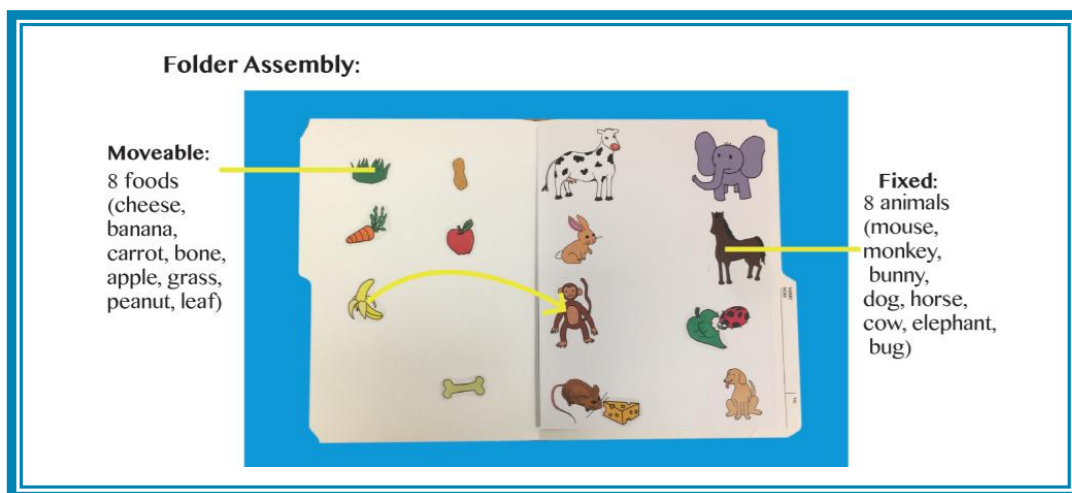 Folder Assembly:
Moveable:
8 foods
(cheese,
banana,
carrot, bone,
apple, grass,
peanut, leaf)
Fixed:
8 animals
(mouse,
monkey,
bunny,
dog, horse,
cow, elephant,
bug)